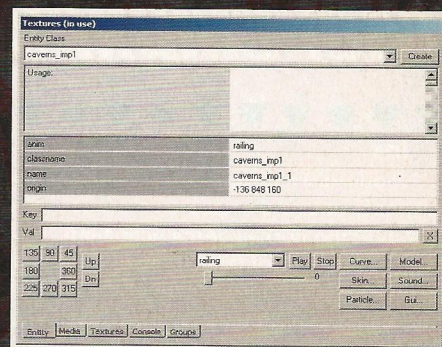 Textures (in use)
Entity Class
caverns_imp1 Create
Usage:
anim railing
classname caverns_imp1
name caverns_imp1_1
origin -136 848 160
Key
Val X
135 90 45 Up railing Play Stop Curve... Model...
180 360 Dn 0 Skin... Sound...
225 270 315 Particle... Gui...
Entity Media Textures Console Groups